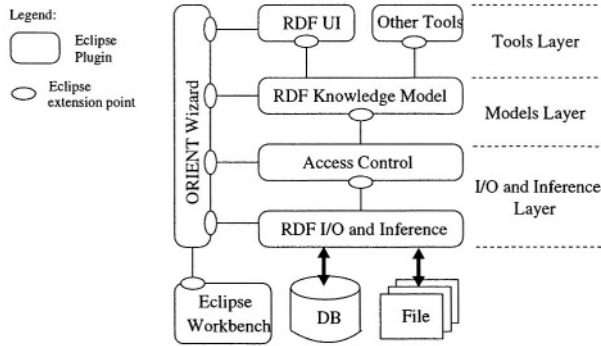 Legend:
Eclipse
Plugin
Eclipse
extension point
ORIENT Wizard
RDF UI
Other Tools
Tools Layer
RDF Knowledge Model
Models Layer
Access Control
I/O and Inference
Layer
RDF I/O and Inference
Eclipse
Workbench
DB
File